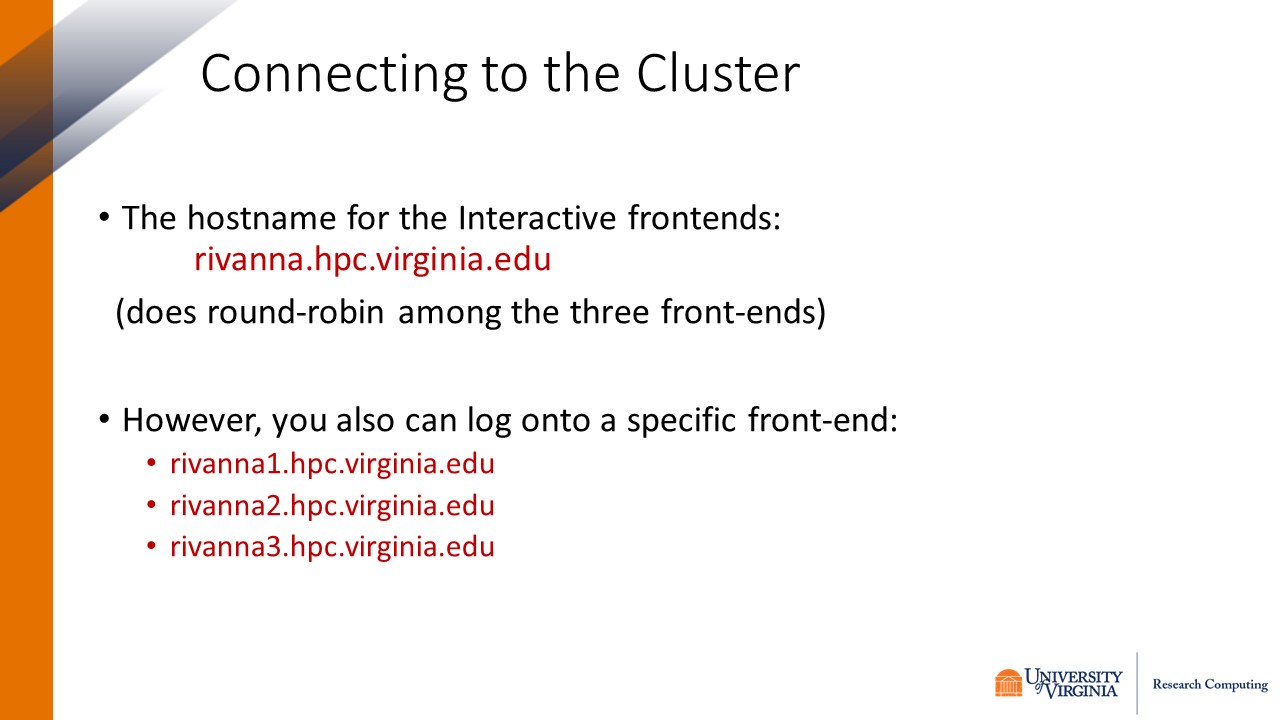 Connecting to the Cluster
• The hostname for the Interactive frontends:
rivanna.hpc.virginia.edu
(does round-robin among the three front-ends)
• However, you also can log onto a specific front-end:
• rivanna1.hpc.virginia.edu
• rivanna2.hpc.virginia.edu
• rivanna3.hpc.virginia.edu
UNIVERSITY
of VIRGINIA
Research Computing